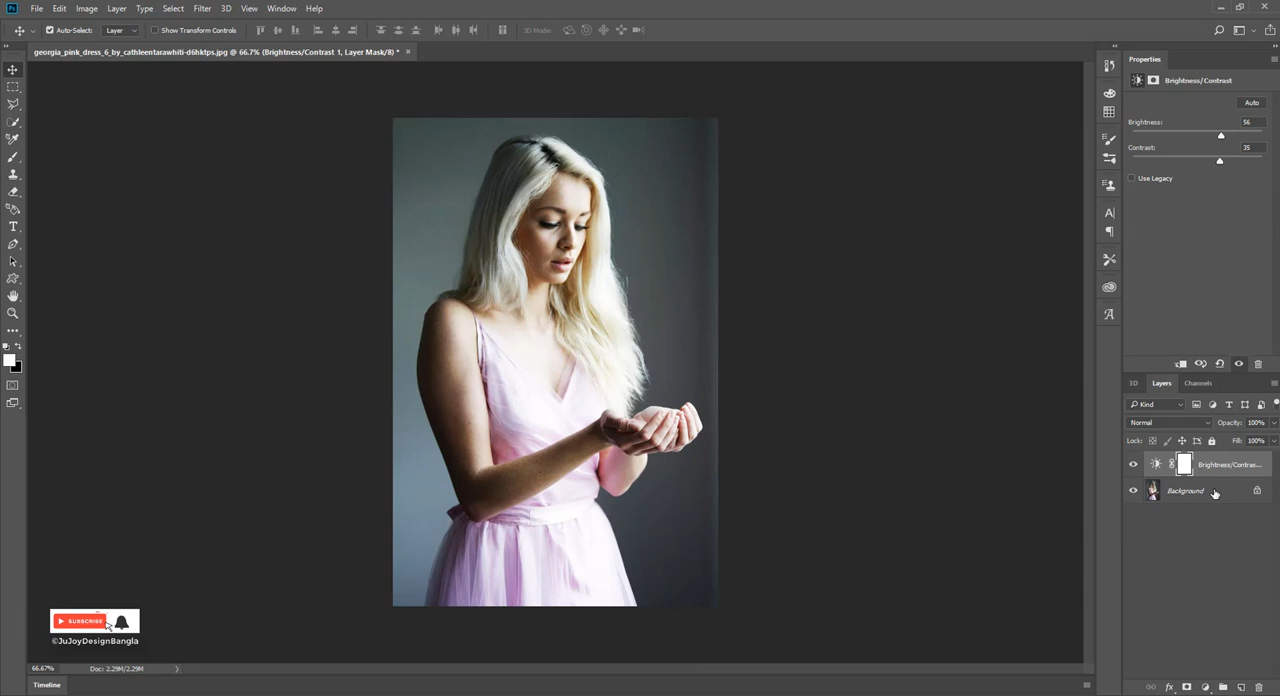 Ps File Edit Image Layer Type Select Filter 3D View Window Help
Auto-Select: Layer Show Transform Controls 3D Mode:
georgia_pink_dress_6_by_cathleentarawhiti-d6hktps.jpg @ 66.7% (Brightness/Contrast 1, Layer Mask/8) * ×
Properties
Brightness/Contrast
Auto
Brightness: 56
Contrast: 35
Use Legacy
3D Layers Channels
Kind
Normal Opacity: 100%
Lock: Fill: 100%
Brightness/Contras...
Background
SUBSCRIBE
©JuJoyDesignBangla
66.67% Doc: 2.29M/2.29M
Timeline